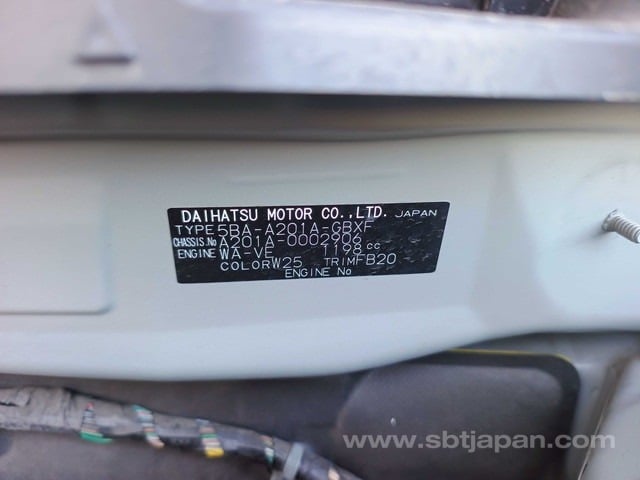 DAIHATSU MOTOR CO.,LTD. JAPAN
TYPE 5BA-A201A-GBXF
CHASSIS.No A201A-0002906
ENGINE WA-VE 1198 cc
COLOR W25 TRIM FB20
ENGINE No
www.sbtjapan.com